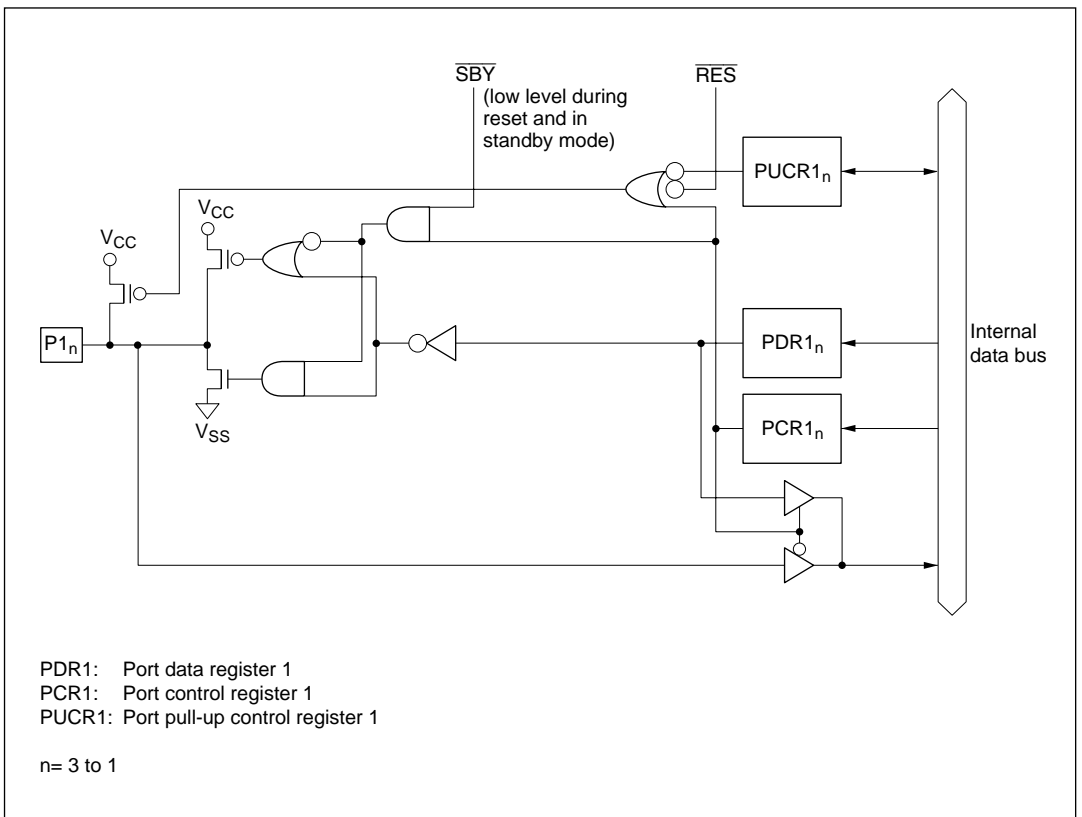 SBY
(low level during
reset and in
standby mode)
RES
PUCR1n
VCC
VCC
P1n
PDR1n
Internal
data bus
PCR1n
VSS
PDR1: Port data register 1
PCR1: Port control register 1
PUCR1: Port pull-up control register 1
n= 3 to 1